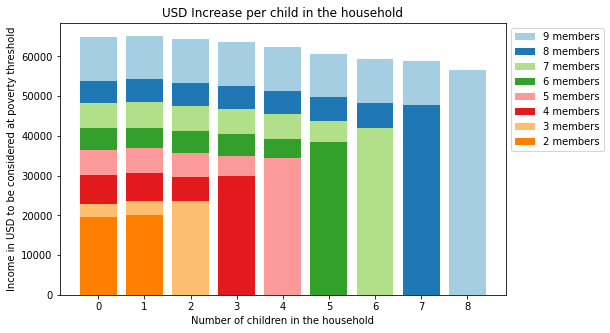 USD Increase per child in the household
Income in USD to be considered at poverty threshold
60000
50000
40000
30000
20000
10000
0
0 1 2 3 4 5 6 7 8
Number of children in the household
9 members
8 members
7 members
6 members
5 members
4 members
3 members
2 members